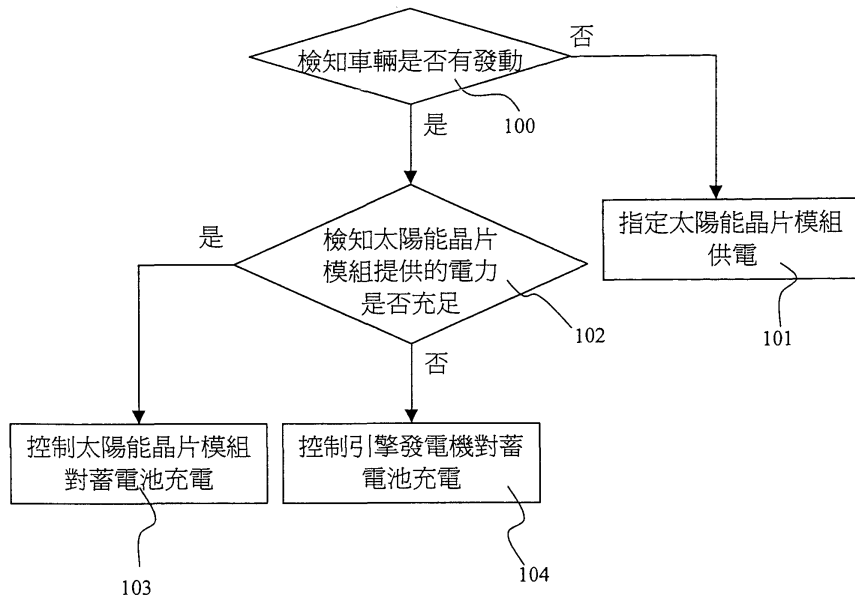 檢知車輛是否有發動
100
否
是
指定太陽能晶片模組
供電
101
檢知太陽能晶片
模組提供的電力
是否充足
102
是
否
控制太陽能晶片模組
對蓄電池充電
103
控制引擎發電機對蓄
電池充電
104